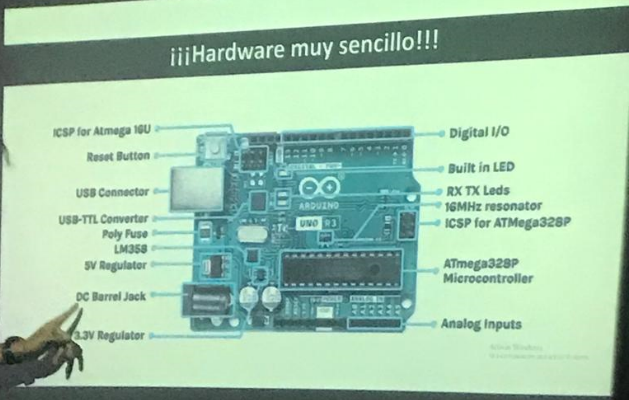 ¡¡¡Hardware muy sencillo!!!
ICSP for Atmega 16U
Reset Button
USB Connector
USB-TTL Converter
Poly Fuse
LM358
5V Regulator
DC Barrel Jack
3.3V Regulator
ARDUINO
UNO R3
ANALOG IN
Digital I/O
Built in LED
RX TX Leds
16MHz resonator
ICSP for ATMega328P
ATmega328P
Microcontroller
Analog Inputs